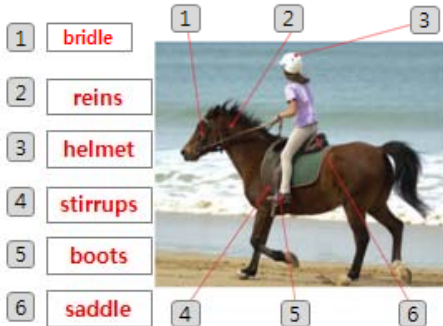 1 bridle
2 reins
3 helmet
4 stirrups
5 boots
6 saddle
1 2 3
4 5 6